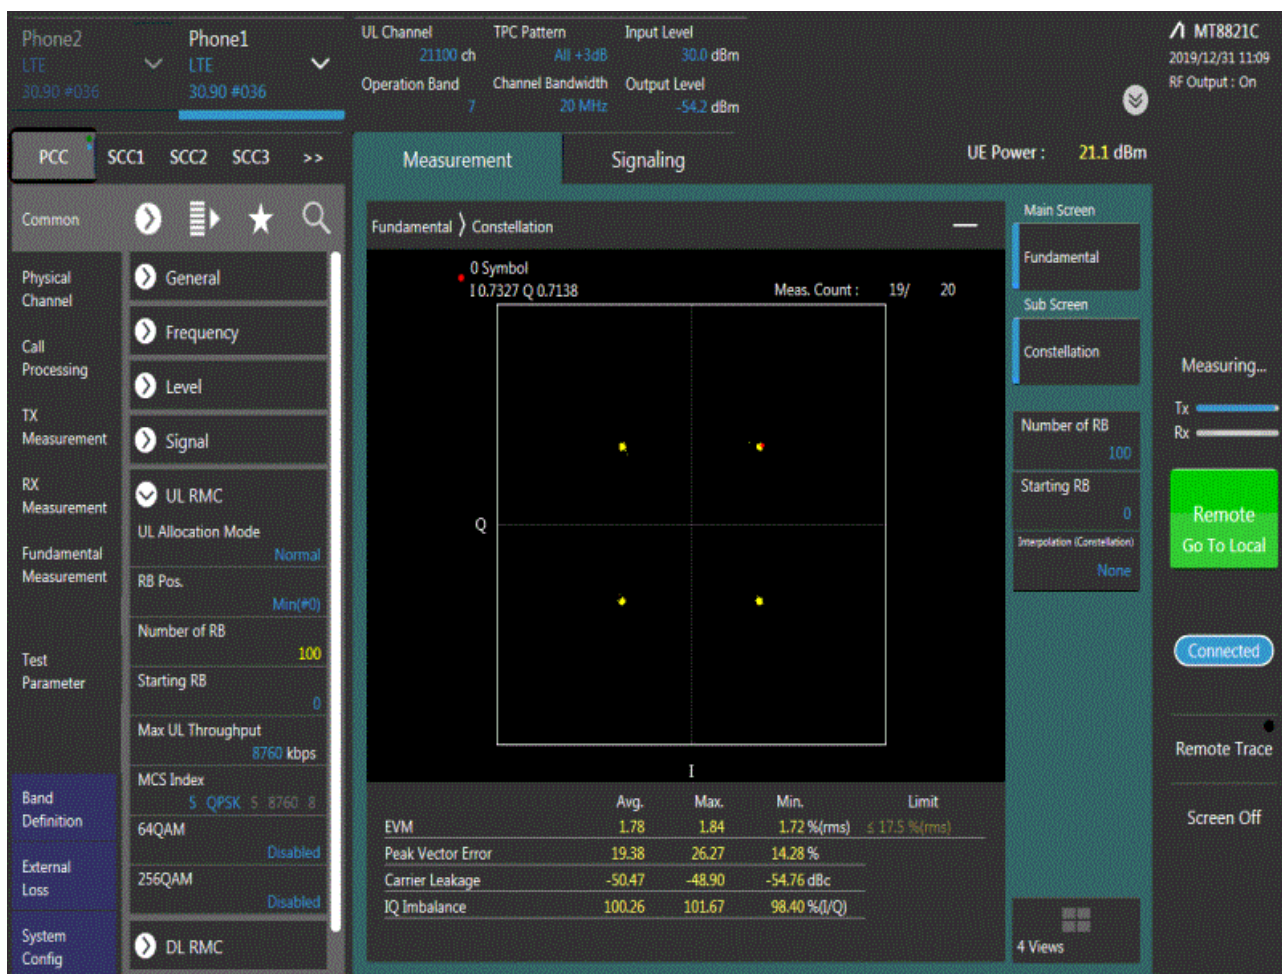 Phone2
LTE
30.90 #036
Phone1
LTE
30.90 #036
UL Channel
21100 ch
TPC Pattern
All +3dB
Input Level
30.0 dBm
Operation Band
7
Channel Bandwidth
20 MHz
Output Level
-54.2 dBm
MT8821C
2019/12/31 11:09
RF Output : On
PCC SCC1 SCC2 SCC3 >>
Measurement
Signaling
UE Power : 21.1 dBm
Common
Physical
Channel
Call
Processing
TX
Measurement
RX
Measurement
Fundamental
Measurement
Test
Parameter
Band
Definition
External
Loss
System
Config
General
Frequency
Level
Signal
UL RMC
UL Allocation Mode
Normal
RB Pos.
Min(#0)
Number of RB
100
Starting RB
0
Max UL Throughput
8760 kbps
MCS Index
5 QPSK 5 8760 8
64QAM
Disabled
256QAM
Disabled
DL RMC
Fundamental 〉 Constellation
0 Symbol
I 0.7327 Q 0.7138
Meas. Count : 19/ 20
Q
I
Avg. Max. Min. Limit
EVM 1.78 1.84 1.72 %(rms) ≤ 17.5 %(rms)
Peak Vector Error 19.38 26.27 14.28 %
Carrier Leakage -50.47 -48.90 -54.76 dBc
IQ Imbalance 100.26 101.67 98.40 %(I/Q)
Main Screen
Fundamental
Sub Screen
Constellation
Number of RB
100
Starting RB
0
Interpolation (Constellation)
None
4 Views
Measuring...
Tx
Rx
Remote
Go To Local
Connected
Remote Trace
Screen Off